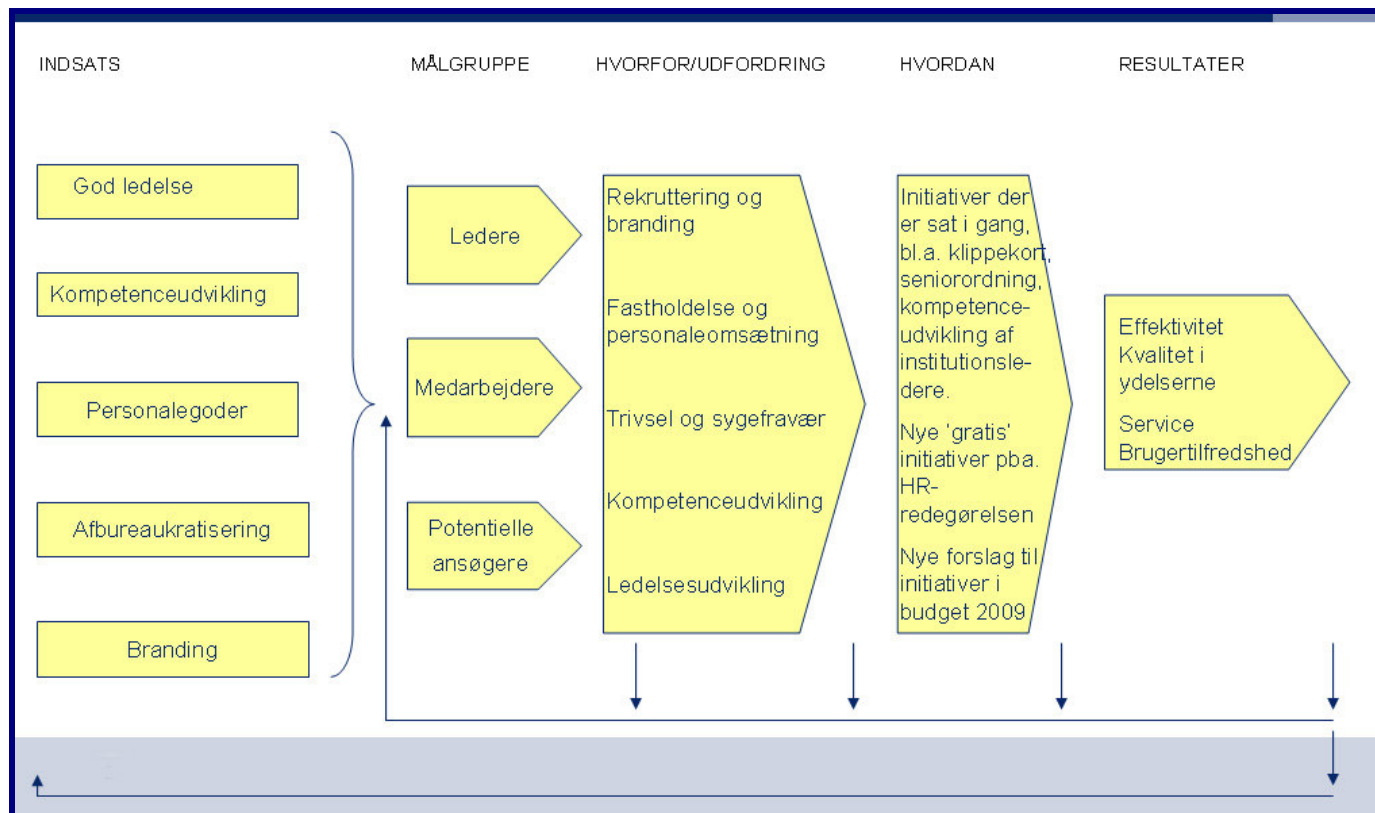 INDSATS
MÅLGRUPPE
HVORFOR/UDFORDRING
HVORDAN
RESULTATER
God ledelse
Kompetenceudvikling
Personalegoder
Afbureaukratisering
Branding
Ledere
Medarbejdere
Potentielle
ansøgere
Rekruttering og
branding
Fastholdelse og
personaleomsætning
Trivsel og sygefravær
Kompetenceudvikling
Ledelsesudvikling
Initiativer der
er sat i gang,
bl.a. klippekort,
seniorordning,
kompetence-
udvikling af
institutionsle-
dere.
Nye 'gratis'
initiativer pba.
HR-
redegørelsen
Nye forslag til
initiativer i
budget 2009
Effektivitet
Kvalitet i
ydelserne
Service
Brugertilfredshed